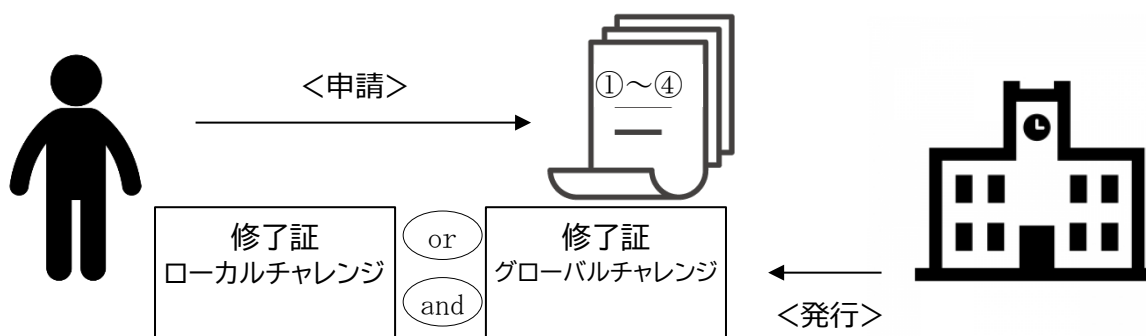 ＜申請＞
①～④
修了証
ローカルチャレンジ
or
and
修了証
グローバルチャレンジ
＜発行＞